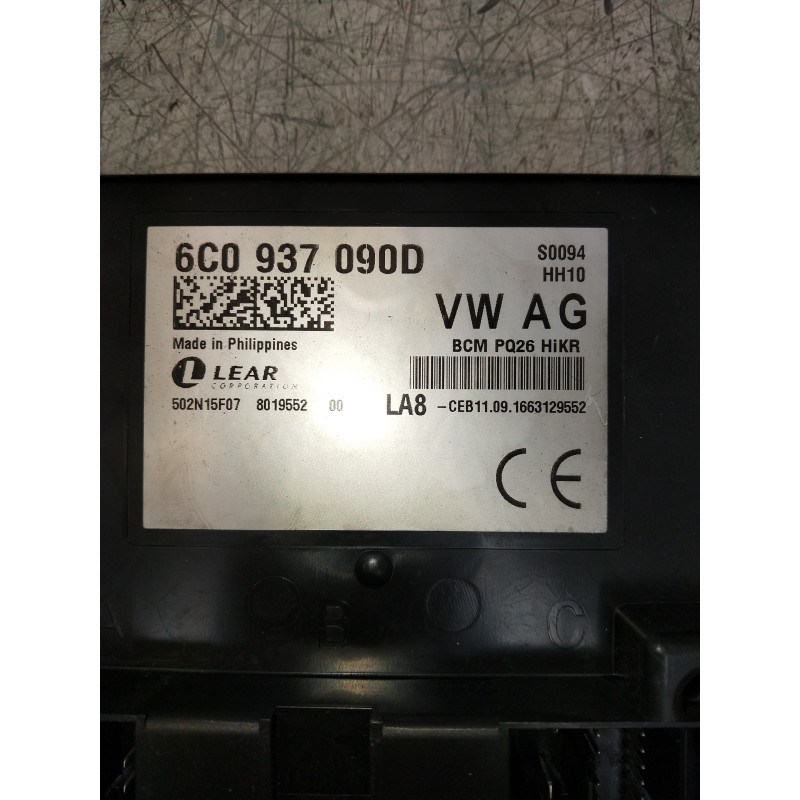 6C0 937 090D
S0094
HH10
VW AG
BCM PQ26 HiKR
Made in Philippines
LEAR
CORPORATION
502N15F07 8019552 00
LA8 -CEB11.09.1663129552
CE
B C